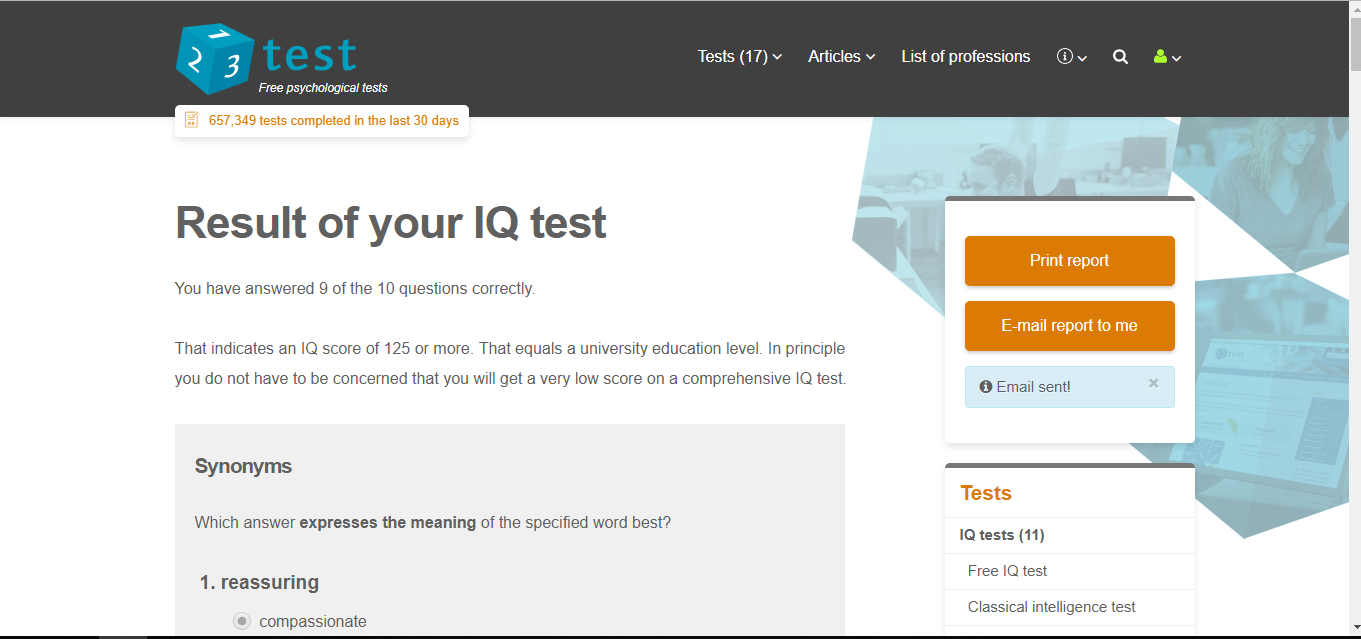 1
2 3 test
Free psychological tests
Tests (17)
Articles
List of professions
657,349 tests completed in the last 30 days
Result of your IQ test
You have answered 9 of the 10 questions correctly.
That indicates an IQ score of 125 or more. That equals a university education level. In principle
you do not have to be concerned that you will get a very low score on a comprehensive IQ test.
Synonyms
Which answer expresses the meaning of the specified word best?
1. reassuring
compassionate
Print report
E-mail report to me
Email sent! ×
Tests
IQ tests (11)
Free IQ test
Classical intelligence test